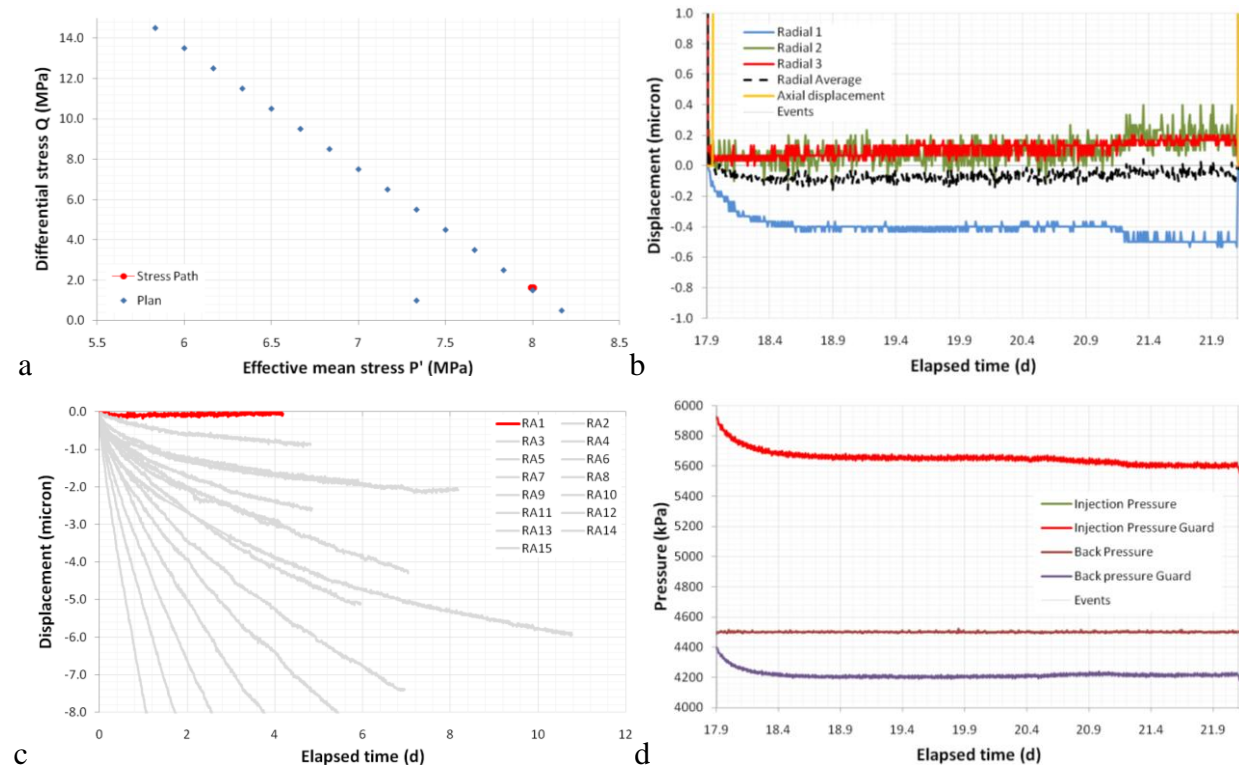 14.0
12.0
10.0
8.0
6.0
4.0
2.0
0.0
Differential stress Q (MPa)
Stress Path
Plan
5.5 6 6.5 7 7.5 8 8.5
Effective mean stress P' (MPa)
a
1.0
0.8
0.6
0.4
0.2
0.0
-0.2
-0.4
-0.6
-0.8
-1.0
Displacement (micron)
Radial 1
Radial 2
Radial 3
Radial Average
Axial displacement
Events
17.9 18.4 18.9 19.4 19.9 20.4 20.9 21.4 21.9
Elapsed time (d)
b
0.0
-1.0
-2.0
-3.0
-4.0
-5.0
-6.0
-7.0
-8.0
Displacement (micron)
RA1 RA2
RA3 RA4
RA5 RA6
RA7 RA8
RA9 RA10
RA11 RA12
RA13 RA14
RA15
0 2 4 6 8 10 12
Elapsed time (d)
c
6000
5800
5600
5400
5200
5000
4800
4600
4400
4200
4000
Pressure (kPa)
Injection Pressure
Injection Pressure Guard
Back Pressure
Back pressure Guard
Events
17.9 18.4 18.9 19.4 19.9 20.4 20.9 21.4 21.9
Elapsed time (d)
d